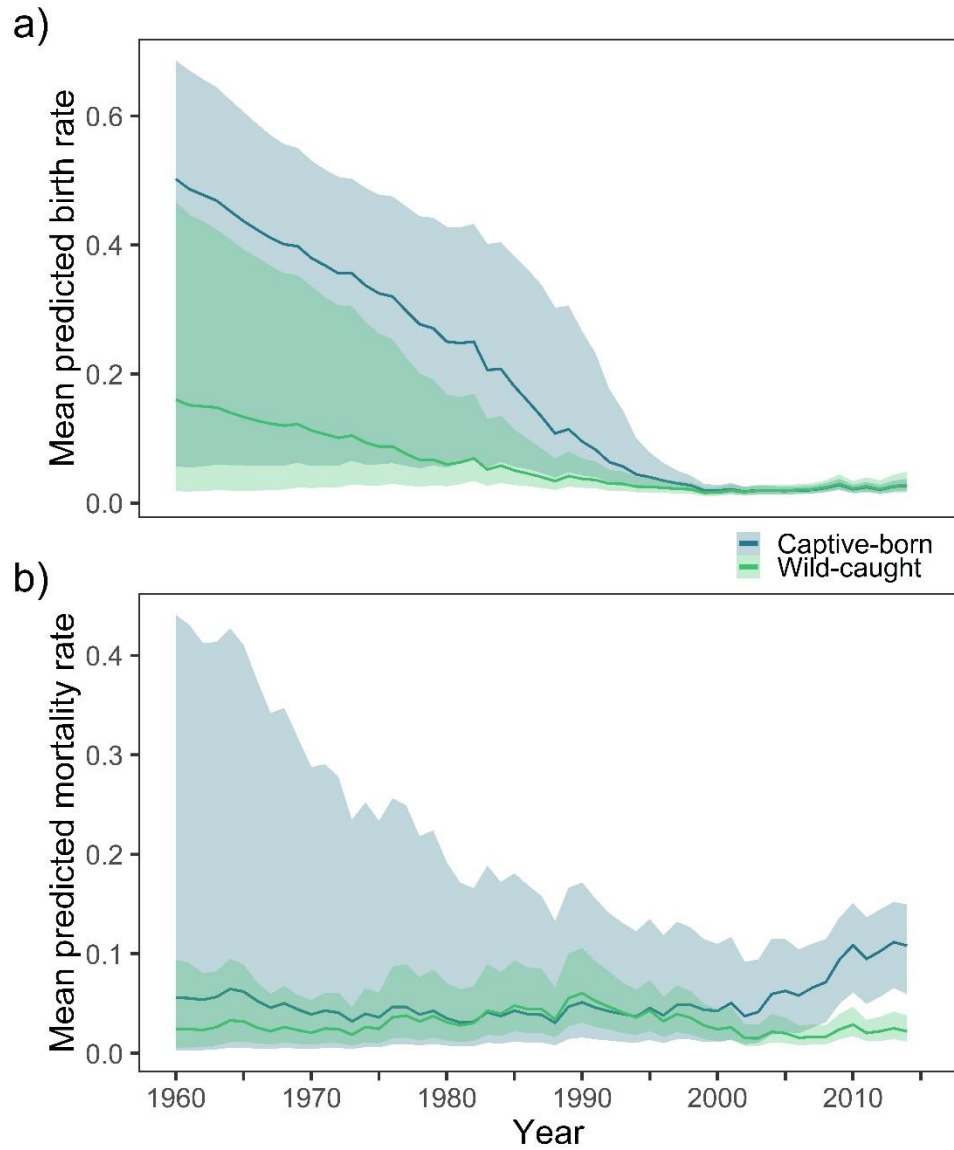 a)
Mean predicted birth rate
0.6
0.4
0.2
0.0
Captive-born
Wild-caught
b)
Mean predicted mortality rate
0.4
0.3
0.2
0.1
0.0
1960 1970 1980 1990 2000 2010
Year